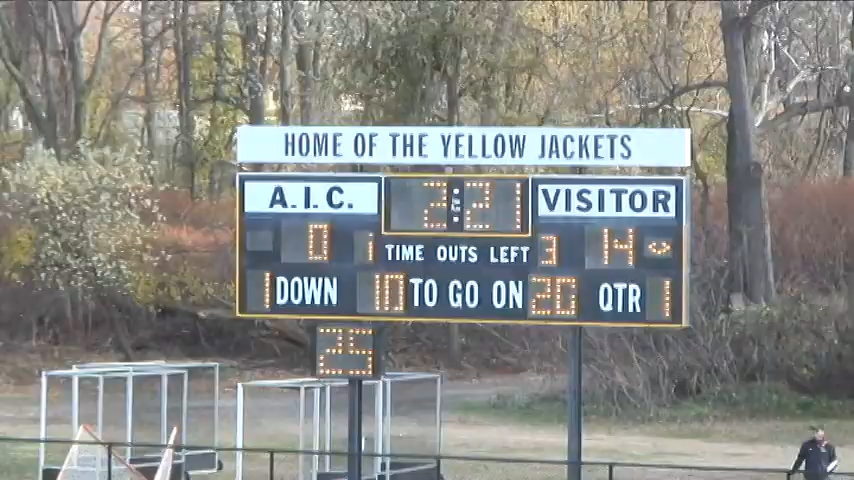 HOME OF THE YELLOW JACKETS
A.I.C. 2:21 VISITOR
0 1 TIME OUTS LEFT 3 14
1 DOWN 10 TO GO ON 20 QTR 1
25